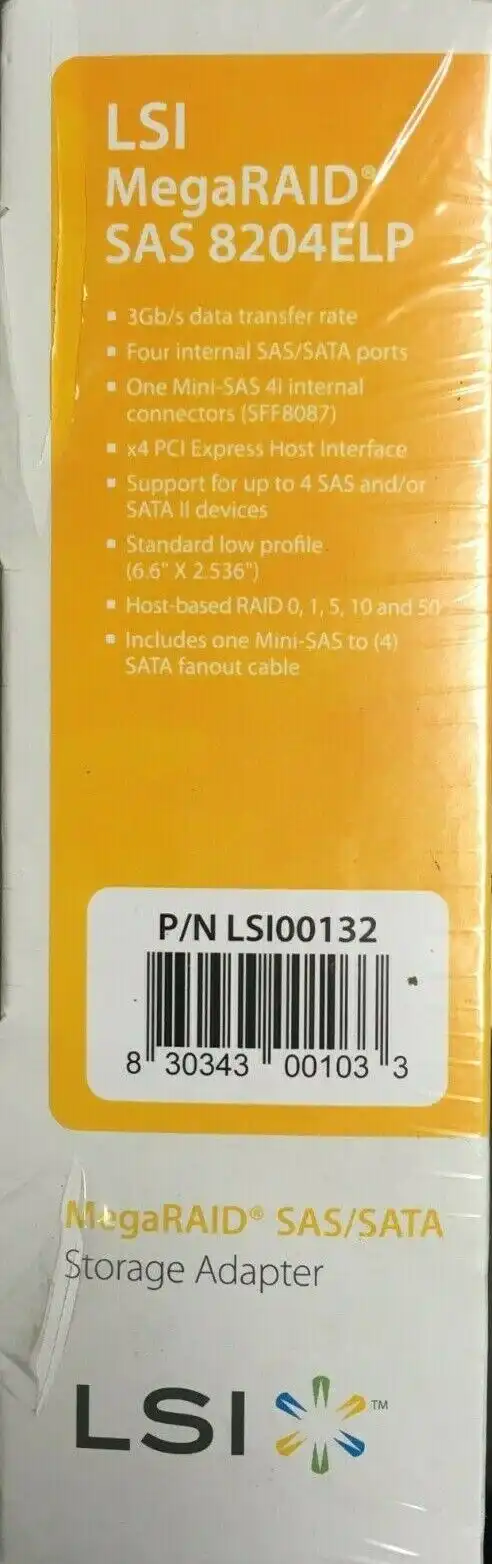 LSI
MegaRAID®
SAS 8204ELP
▪ 3Gb/s data transfer rate
▪ Four internal SAS/SATA ports
▪ One Mini-SAS 4i internal
connectors (SFF8087)
▪ x4 PCI Express Host Interface
▪ Support for up to 4 SAS and/or
SATA II devices
▪ Standard low profile
(6.6" X 2.536")
▪ Host-based RAID 0, 1, 5, 10 and 50
▪ Includes one Mini-SAS to (4)
SATA fanout cable
P/N LSI00132
8 30343 00103 3
MegaRAID® SAS/SATA
Storage Adapter
LSI ™